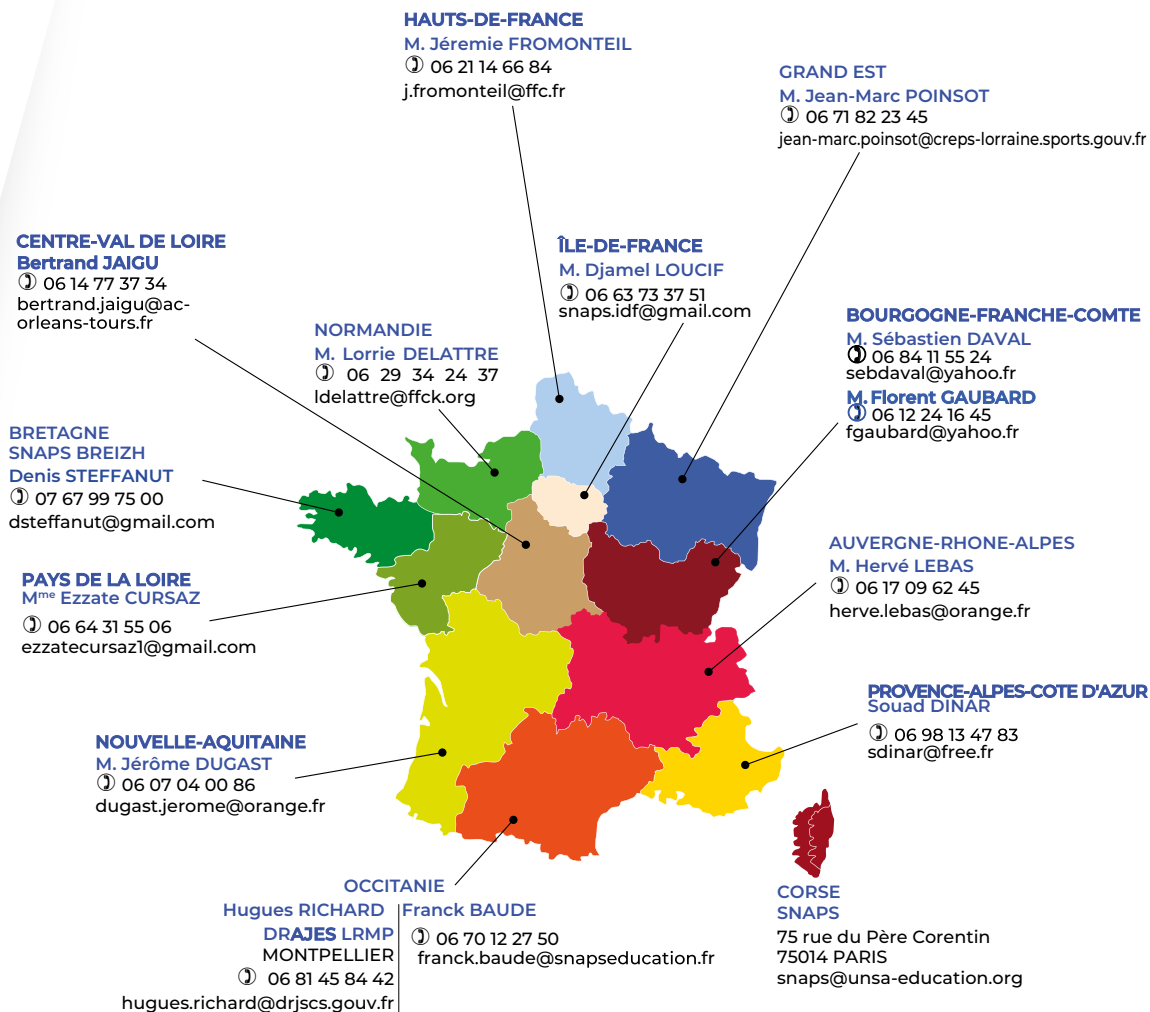 HAUTS-DE-FRANCE
M. Jéremie FROMONTEIL
✆ 06 21 14 66 84
j.fromonteil@ffc.fr
GRAND EST
M. Jean-Marc POINSOT
✆ 06 71 82 23 45
jean-marc.poinsot@creps-lorraine.sports.gouv.fr
CENTRE-VAL DE LOIRE
Bertrand JAIGU
✆ 06 14 77 37 34
bertrand.jaigu@ac-
orleans-tours.fr
ÎLE-DE-FRANCE
M. Djamel LOUCIF
✆ 06 63 73 37 51
snaps.idf@gmail.com
NORMANDIE
M. Lorrie DELATTRE
✆ 06 29 34 24 37
ldelattre@ffck.org
BOURGOGNE-FRANCHE-COMTE
M. Sébastien DAVAL
✆ 06 84 11 55 24
sebdaval@yahoo.fr
M. Florent GAUBARD
✆ 06 12 24 16 45
fgaubard@yahoo.fr
BRETAGNE
SNAPS BREIZH
Denis STEFFANUT
✆ 07 67 99 75 00
dsteffanut@gmail.com
AUVERGNE-RHONE-ALPES
M. Hervé LEBAS
✆ 06 17 09 62 45
herve.lebas@orange.fr
PAYS DE LA LOIRE
Mme Ezzate CURSAZ
✆ 06 64 31 55 06
ezzatecursaz1@gmail.com
PROVENCE-ALPES-COTE D'AZUR
Souad DINAR
✆ 06 98 13 47 83
sdinar@free.fr
NOUVELLE-AQUITAINE
M. Jérôme DUGAST
✆ 06 07 04 00 86
dugast.jerome@orange.fr
OCCITANIE
Hugues RICHARD
DRAJES LRMP
MONTPELLIER
✆ 06 81 45 84 42
hugues.richard@drjscs.gouv.fr
Franck BAUDE
✆ 06 70 12 27 50
franck.baude@snapseducation.fr
CORSE
SNAPS
75 rue du Père Corentin
75014 PARIS
snaps@unsa-education.org